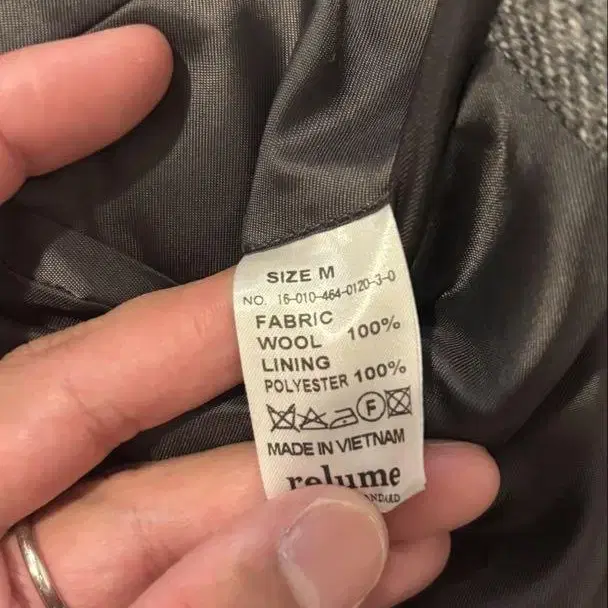 SIZE M
NO. 16-010-464-0120-3-0
FABRIC
WOOL 100%
LINING
POLYESTER 100%
F
MADE IN VIETNAM
relume